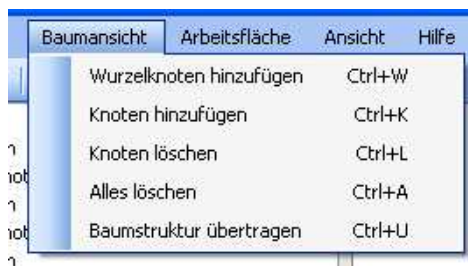 Baumansicht Arbeitsfläche Ansicht Hilfe
Wurzelknoten hinzufügen Ctrl+W
Knoten hinzufügen Ctrl+K
Knoten löschen Ctrl+L
Alles löschen Ctrl+A
Baumstruktur übertragen Ctrl+U